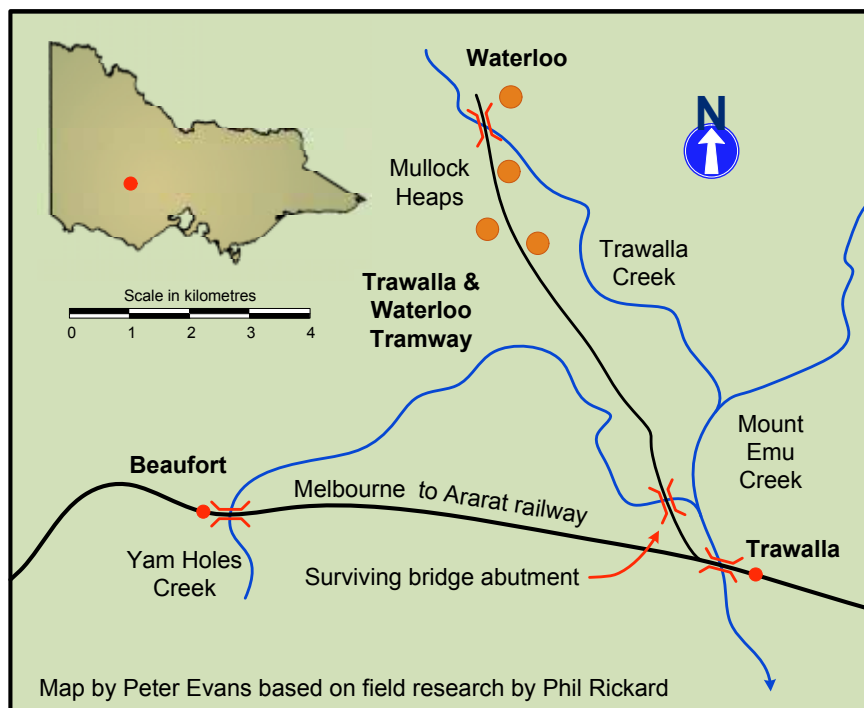 Waterloo
N
Mullock
Heaps
Trawalla
Creek
Scale in kilometres
0 1 2 3 4
Trawalla &
Waterloo
Tramway
Mount
Emu
Creek
Beaufort
Melbourne to Ararat railway
Yam Holes
Creek
Trawalla
Surviving bridge abutment
Map by Peter Evans based on field research by Phil Rickard